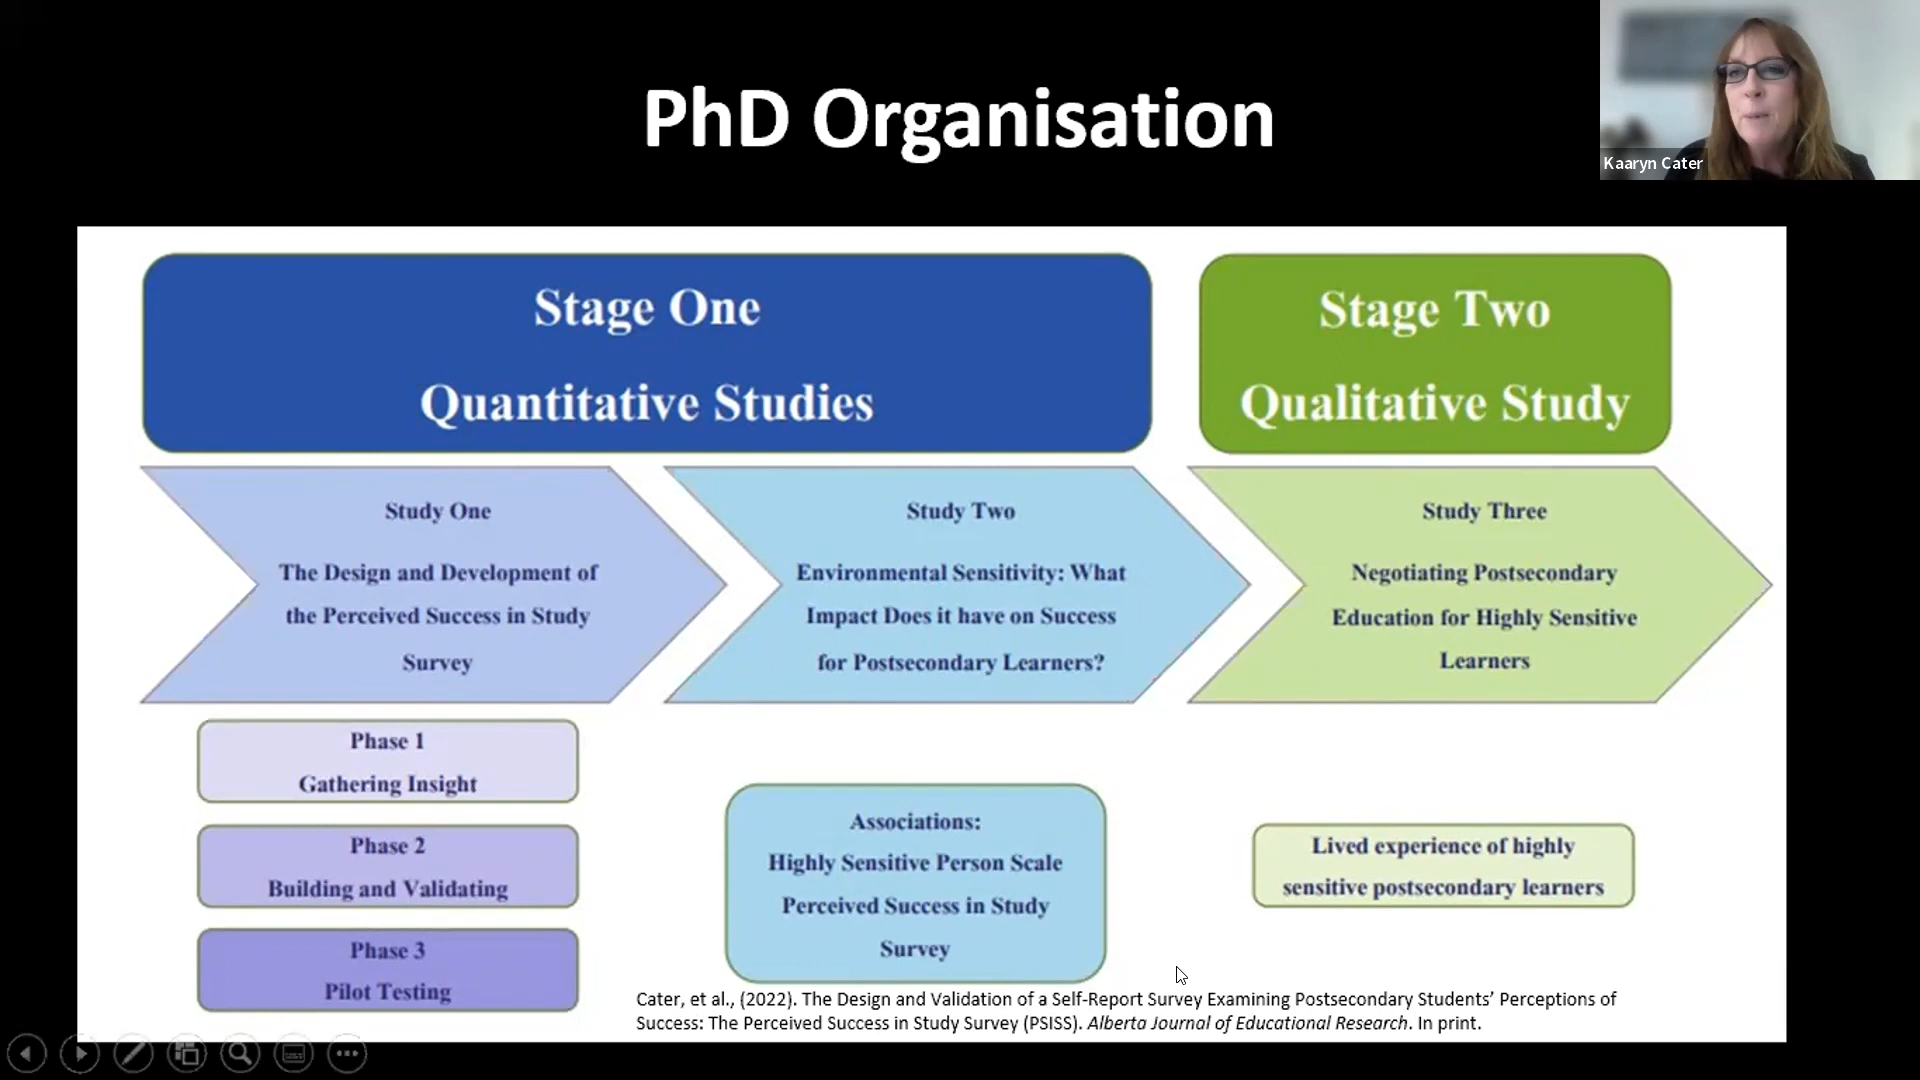 PhD Organisation
Kaaryn Cater
Stage One
Quantitative Studies
Stage Two
Qualitative Study
Study One
The Design and Development of
the Perceived Success in Study
Survey
Study Two
Environmental Sensitivity: What
Impact Does it have on Success
for Postsecondary Learners?
Study Three
Negotiating Postsecondary
Education for Highly Sensitive
Learners
Phase 1
Gathering Insight
Phase 2
Building and Validating
Phase 3
Pilot Testing
Associations:
Highly Sensitive Person Scale
Perceived Success in Study
Survey
Lived experience of highly
sensitive postsecondary learners
Cater, et al., (2022). The Design and Validation of a Self-Report Survey Examining Postsecondary Students’ Perceptions of
Success: The Perceived Success in Study Survey (PSISS). Alberta Journal of Educational Research. In print.